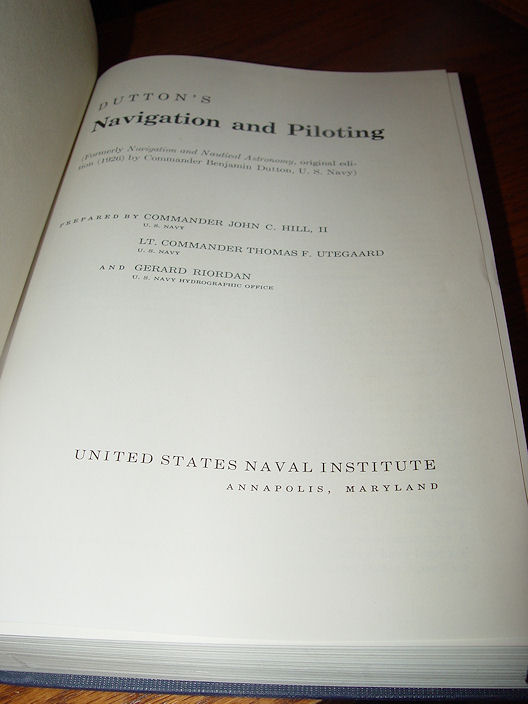 DUTTON'S
Navigation and Piloting
(Formerly Navigation and Nautical Astronomy, original edi-
tion (1926) by Commander Benjamin Dutton, U. S. Navy)
PREPARED BY COMMANDER JOHN C. HILL, II
U. S. NAVY
LT. COMMANDER THOMAS F. UTEGAARD
U. S. NAVY
AND GERARD RIORDAN
U. S. NAVY HYDROGRAPHIC OFFICE
UNITED STATES NAVAL INSTITUTE
ANNAPOLIS, MARYLAND